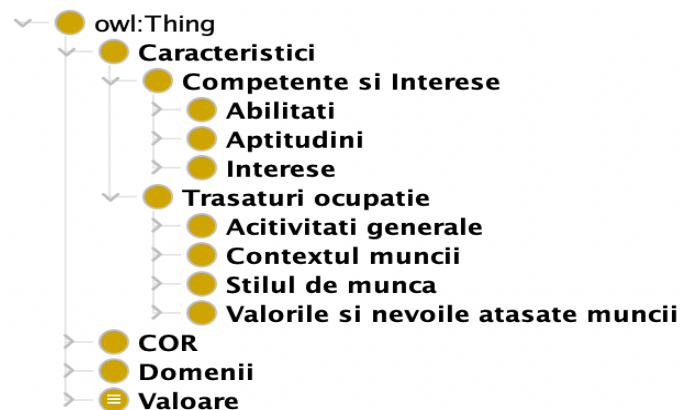 owl:Thing
Caracteristici
Competente si Interese
Abilitati
Aptitudini
Interese
Trasaturi ocupatie
Acitivitati generale
Contextul muncii
Stilul de munca
Valorile si nevoile atasate muncii
COR
Domenii
Valoare